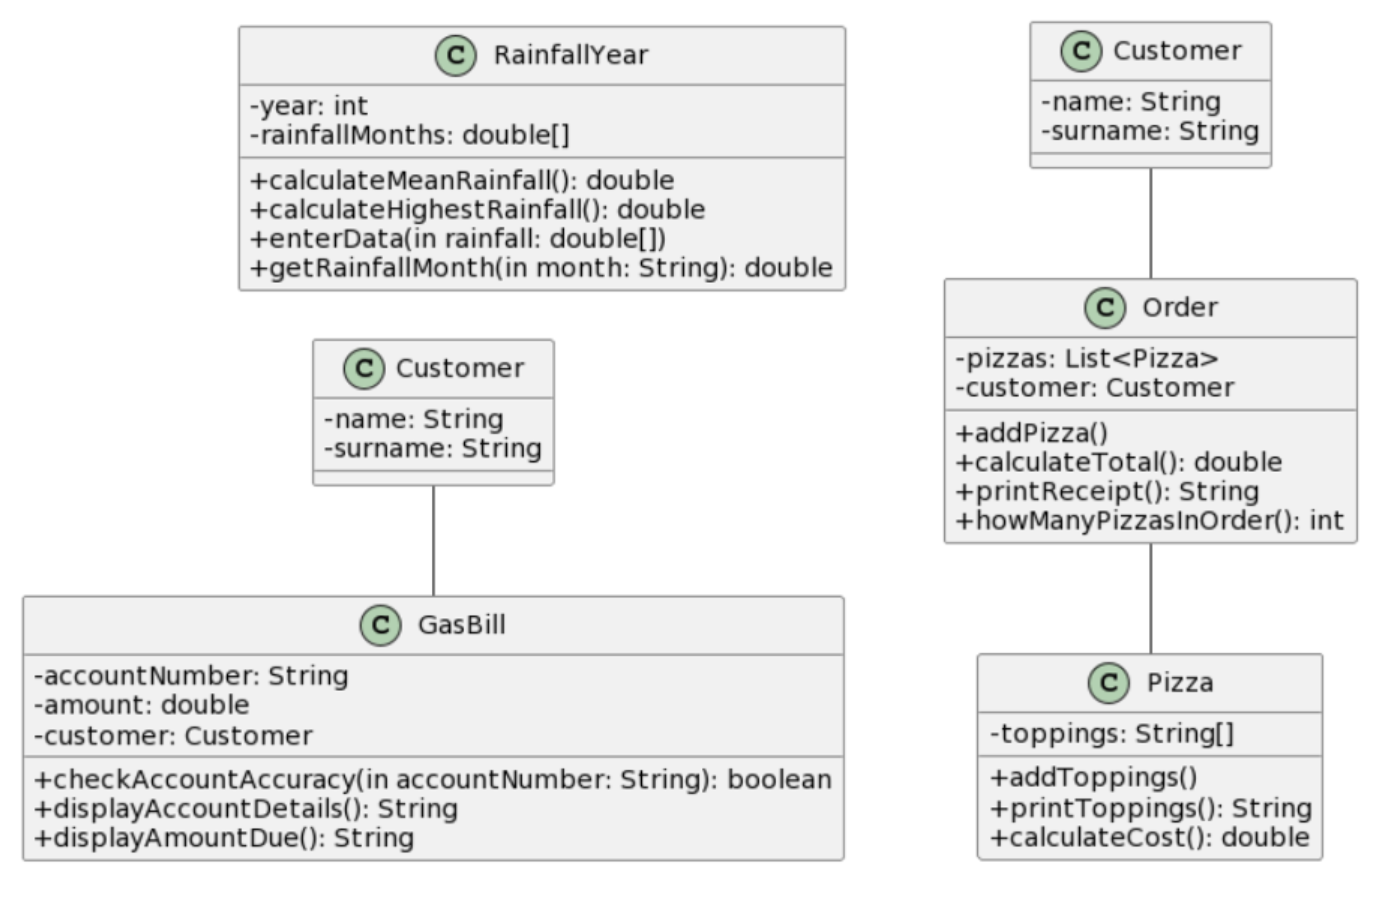 C RainfallYear
-year: int
-rainfallMonths: double[]
+calculateMeanRainfall(): double
+calculateHighestRainfall(): double
+enterData(in rainfall: double[])
+getRainfallMonth(in month: String): double
C Customer
-name: String
-surname: String
C GasBill
-accountNumber: String
-amount: double
-customer: Customer
+checkAccountAccuracy(in accountNumber: String): boolean
+displayAccountDetails(): String
+displayAmountDue(): String
C Customer
-name: String
-surname: String
C Order
-pizzas: List<Pizza>
-customer: Customer
+addPizza()
+calculateTotal(): double
+printReceipt(): String
+howManyPizzasInOrder(): int
C Pizza
-toppings: String[]
+addToppings()
+printToppings(): String
+calculateCost(): double